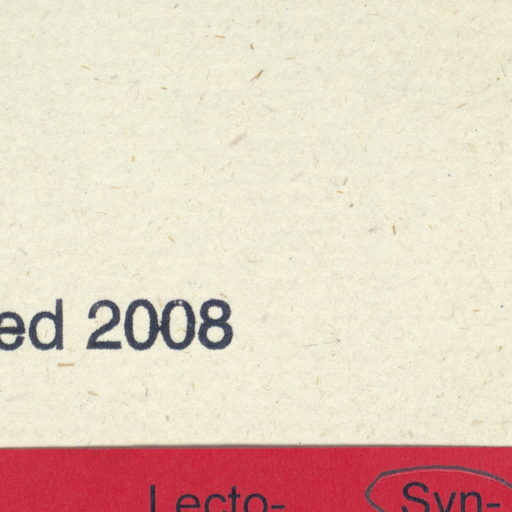 ed 2008
Lecto- Syn-